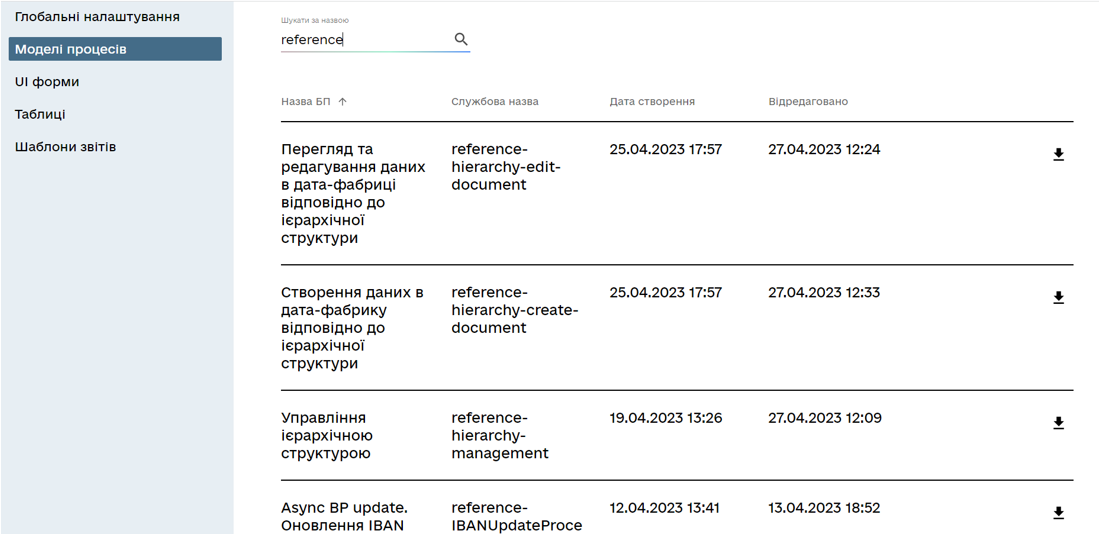 Глобальні налаштування
Моделі процесів
UI форми
Таблиці
Шаблони звітів
Шукати за назвою
reference
Назва БП
Службова назва
Дата створення
Відредаговано
Перегляд та
редагування даних
в дата-фабриці
відповідно до
ієрархічної
структури
reference-
hierarchy-edit-
document
25.04.2023 17:57
27.04.2023 12:24
Створення даних в
дата-фабрику
відповідно до
ієрархічної
структури
reference-
hierarchy-create-
document
25.04.2023 17:57
27.04.2023 12:33
Управління
ієрархічною
структурою
reference-
hierarchy-
management
19.04.2023 13:26
27.04.2023 12:09
Async BP update.
Оновлення IBAN
reference-
IBANUpdateProce
12.04.2023 13:41
13.04.2023 18:52